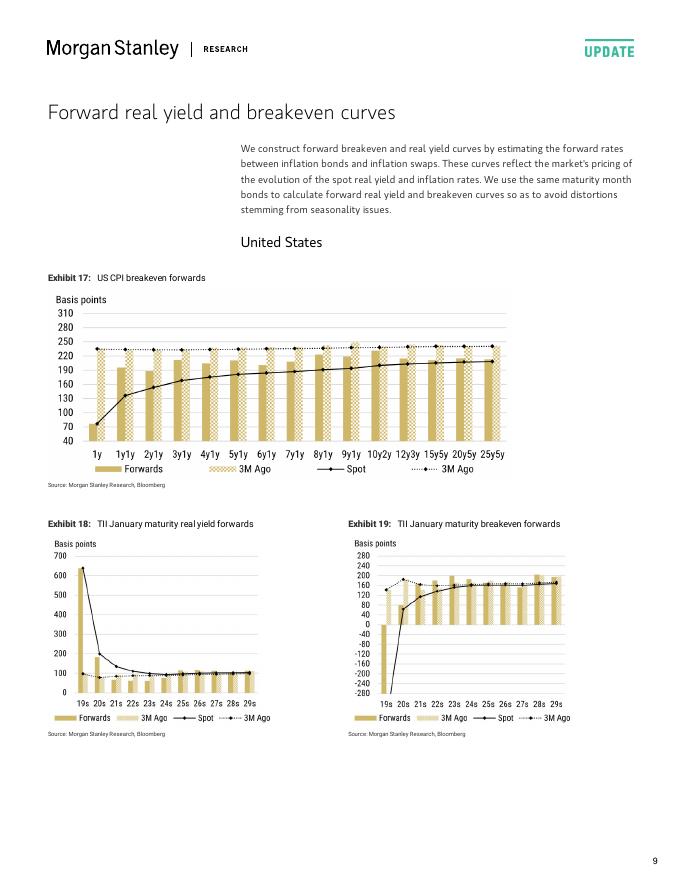 Morgan Stanley | RESEARCH
UPDATE
Forward real yield and breakeven curves
We construct forward breakeven and real yield curves by estimating the forward rates
between inflation bonds and inflation swaps. These curves reflect the market's pricing of
the evolution of the spot real yield and inflation rates. We use the same maturity month
bonds to calculate forward real yield and breakeven curves so as to avoid distortions
stemming from seasonality issues.
United States
Exhibit 17: US CPI breakeven forwards
Basis points
310
280
250
220
190
160
130
100
70
40
1y 1y1y 2y1y 3y1y 4y1y 5y1y 6y1y 7y1y 8y1y 9y1y 10y2y 12y3y 15y5y 20y5y 25y5y
Forwards 3M Ago Spot 3M Ago
Source: Morgan Stanley Research, Bloomberg
Exhibit 18: TII January maturity real yield forwards
Basis points
700
600
500
400
300
200
100
0
19s 20s 21s 22s 23s 24s 25s 26s 27s 28s 29s
Forwards 3M Ago Spot 3M Ago
Source: Morgan Stanley Research, Bloomberg
Exhibit 19: TII January maturity breakeven forwards
Basis points
280
240
200
160
120
80
40
0
-40
-80
-120
-160
-200
-240
-280
19s 20s 21s 22s 23s 24s 25s 26s 27s 28s 29s
Forwards 3M Ago Spot 3M Ago
Source: Morgan Stanley Research, Bloomberg
9